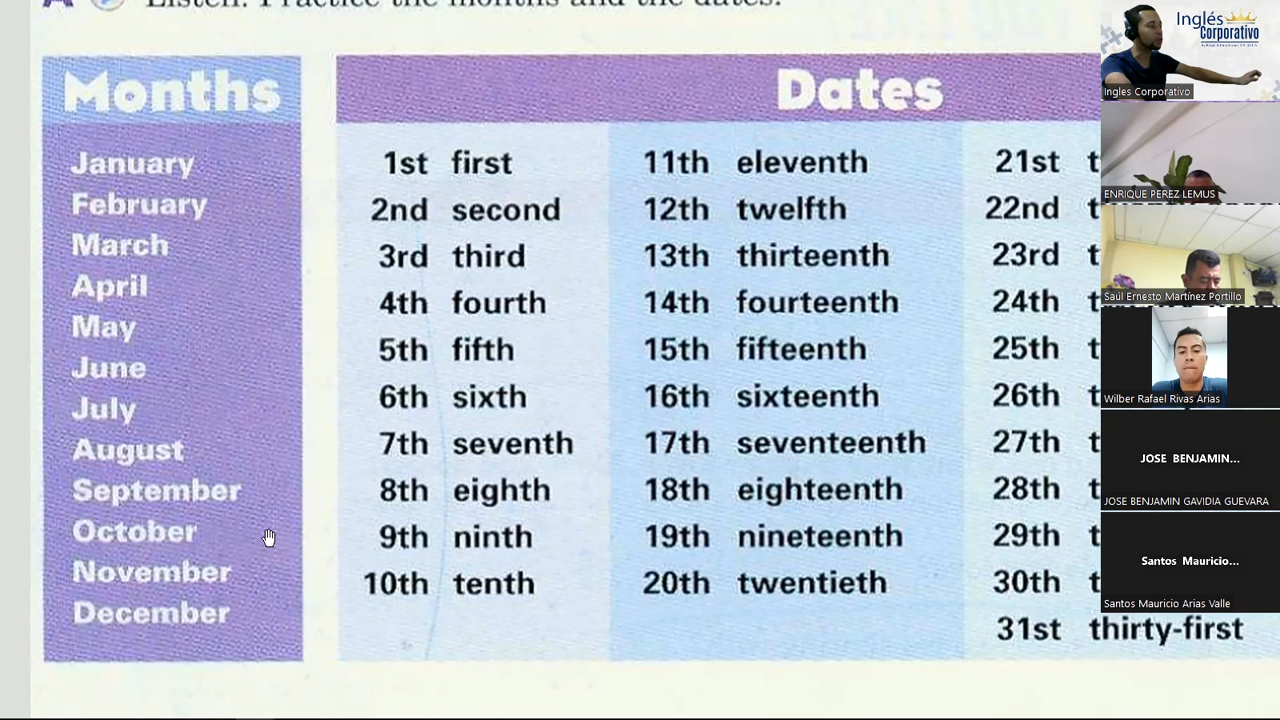 Listen. Practice the months and the dates.
Months
January
February
March
April
May
June
July
August
September
October
November
December
Dates
1st first
2nd second
3rd third
4th fourth
5th fifth
6th sixth
7th seventh
8th eighth
9th ninth
10th tenth
11th eleventh
12th twelfth
13th thirteenth
14th fourteenth
15th fifteenth
16th sixteenth
17th seventeenth
18th eighteenth
19th nineteenth
20th twentieth
21st t
22nd t
23rd t
24th t
25th t
26th t
27th t
28th t
29th t
30th t
31st thirty-first
Inglés
Corporativo
Ingles Corporativo
ENRIQUE PEREZ LEMUS
Saúl Ernesto Martínez Portillo
Wilber Rafael Rivas Arias
JOSE BENJAMIN...
JOSE BENJAMIN GAVIDIA GUEVARA
Santos Mauricio...
Santos Mauricio Arias Valle